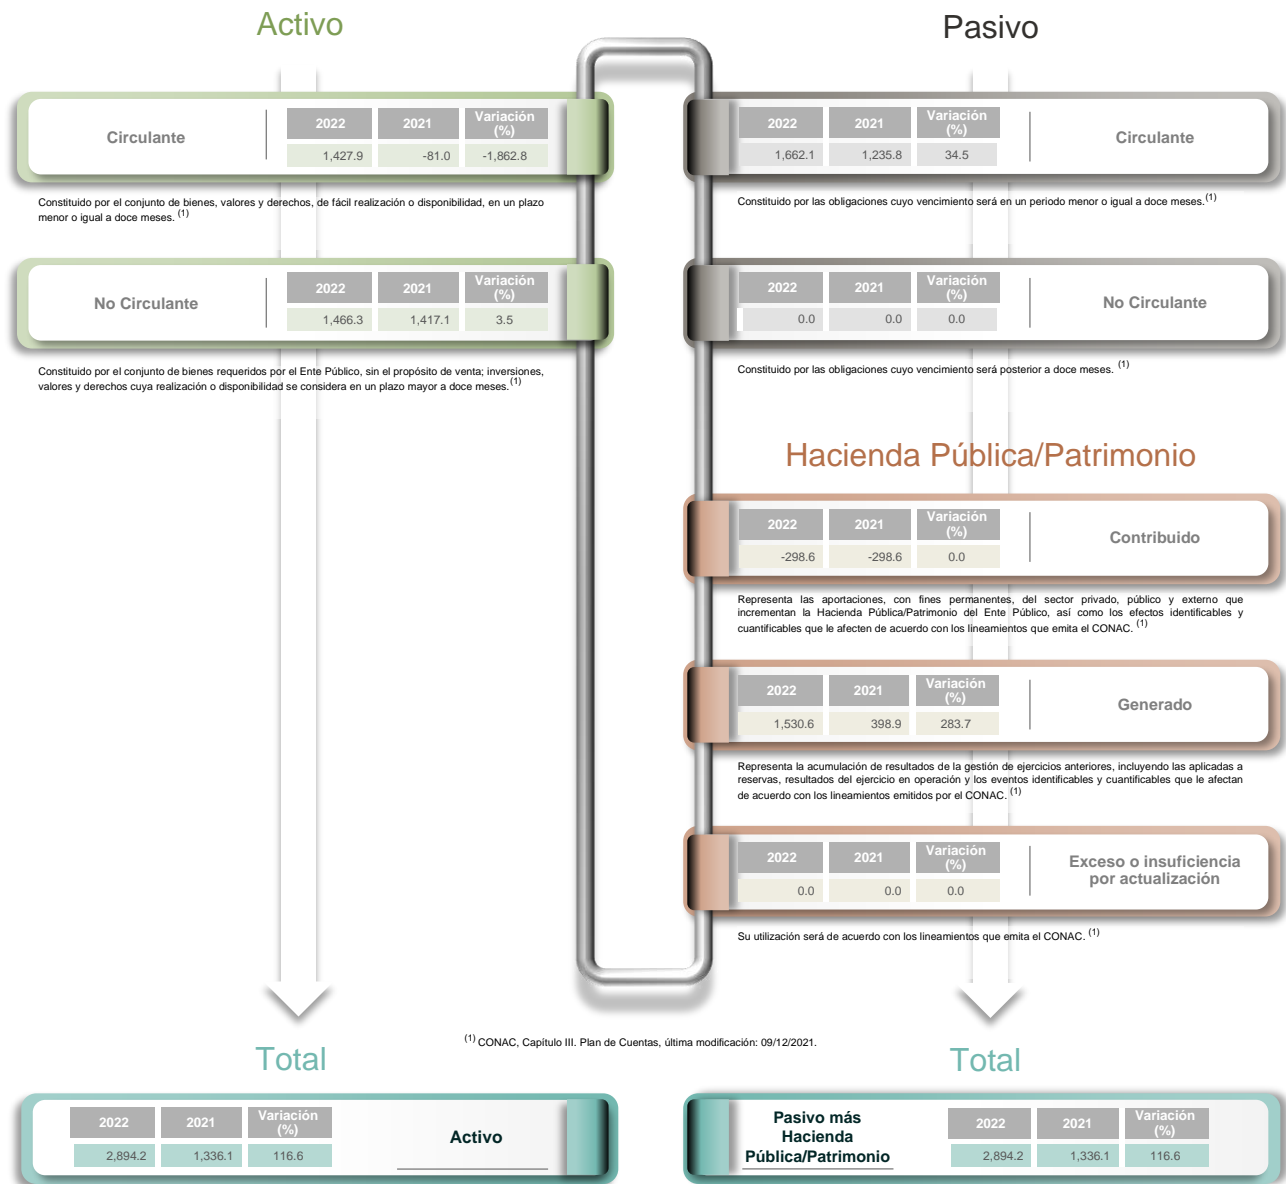 Activo
Circulante
2022 2021 Variación (%)
1,427.9 -81.0 -1,862.8
Constituido por el conjunto de bienes, valores y derechos, de fácil realización o disponibilidad, en un plazo
menor o igual a doce meses. (1)
No Circulante
2022 2021 Variación (%)
1,466.3 1,417.1 3.5
Constituido por el conjunto de bienes requeridos por el Ente Público, sin el propósito de venta; inversiones,
valores y derechos cuya realización o disponibilidad se considera en un plazo mayor a doce meses. (1)
Pasivo
2022 2021 Variación (%)
1,662.1 1,235.8 34.5
Circulante
Constituido por las obligaciones cuyo vencimiento será en un periodo menor o igual a doce meses. (1)
2022 2021 Variación (%)
0.0 0.0 0.0
No Circulante
Constituido por las obligaciones cuyo vencimiento será posterior a doce meses. (1)
Hacienda Pública/Patrimonio
2022 2021 Variación (%)
-298.6 -298.6 0.0
Contribuido
Representa las aportaciones, con fines permanentes, del sector privado, público y externo que
incrementan la Hacienda Pública/Patrimonio del Ente Público, así como los efectos identificables y
cuantificables que le afecten de acuerdo con los lineamientos que emita el CONAC. (1)
2022 2021 Variación (%)
1,530.6 398.9 283.7
Generado
Representa la acumulación de resultados de la gestión de ejercicios anteriores, incluyendo las aplicadas a
reservas, resultados del ejercicio en operación y los eventos identificables y cuantificables que le afectan
de acuerdo con los lineamientos emitidos por el CONAC. (1)
2022 2021 Variación (%)
0.0 0.0 0.0
Exceso o insuficiencia
por actualización
Su utilización será de acuerdo con los lineamientos que emita el CONAC. (1)
(1) CONAC, Capítulo III. Plan de Cuentas, última modificación: 09/12/2021.
Total
2022 2021 Variación (%)
2,894.2 1,336.1 116.6
Activo
Total
Pasivo más
Hacienda
Pública/Patrimonio
2022 2021 Variación (%)
2,894.2 1,336.1 116.6